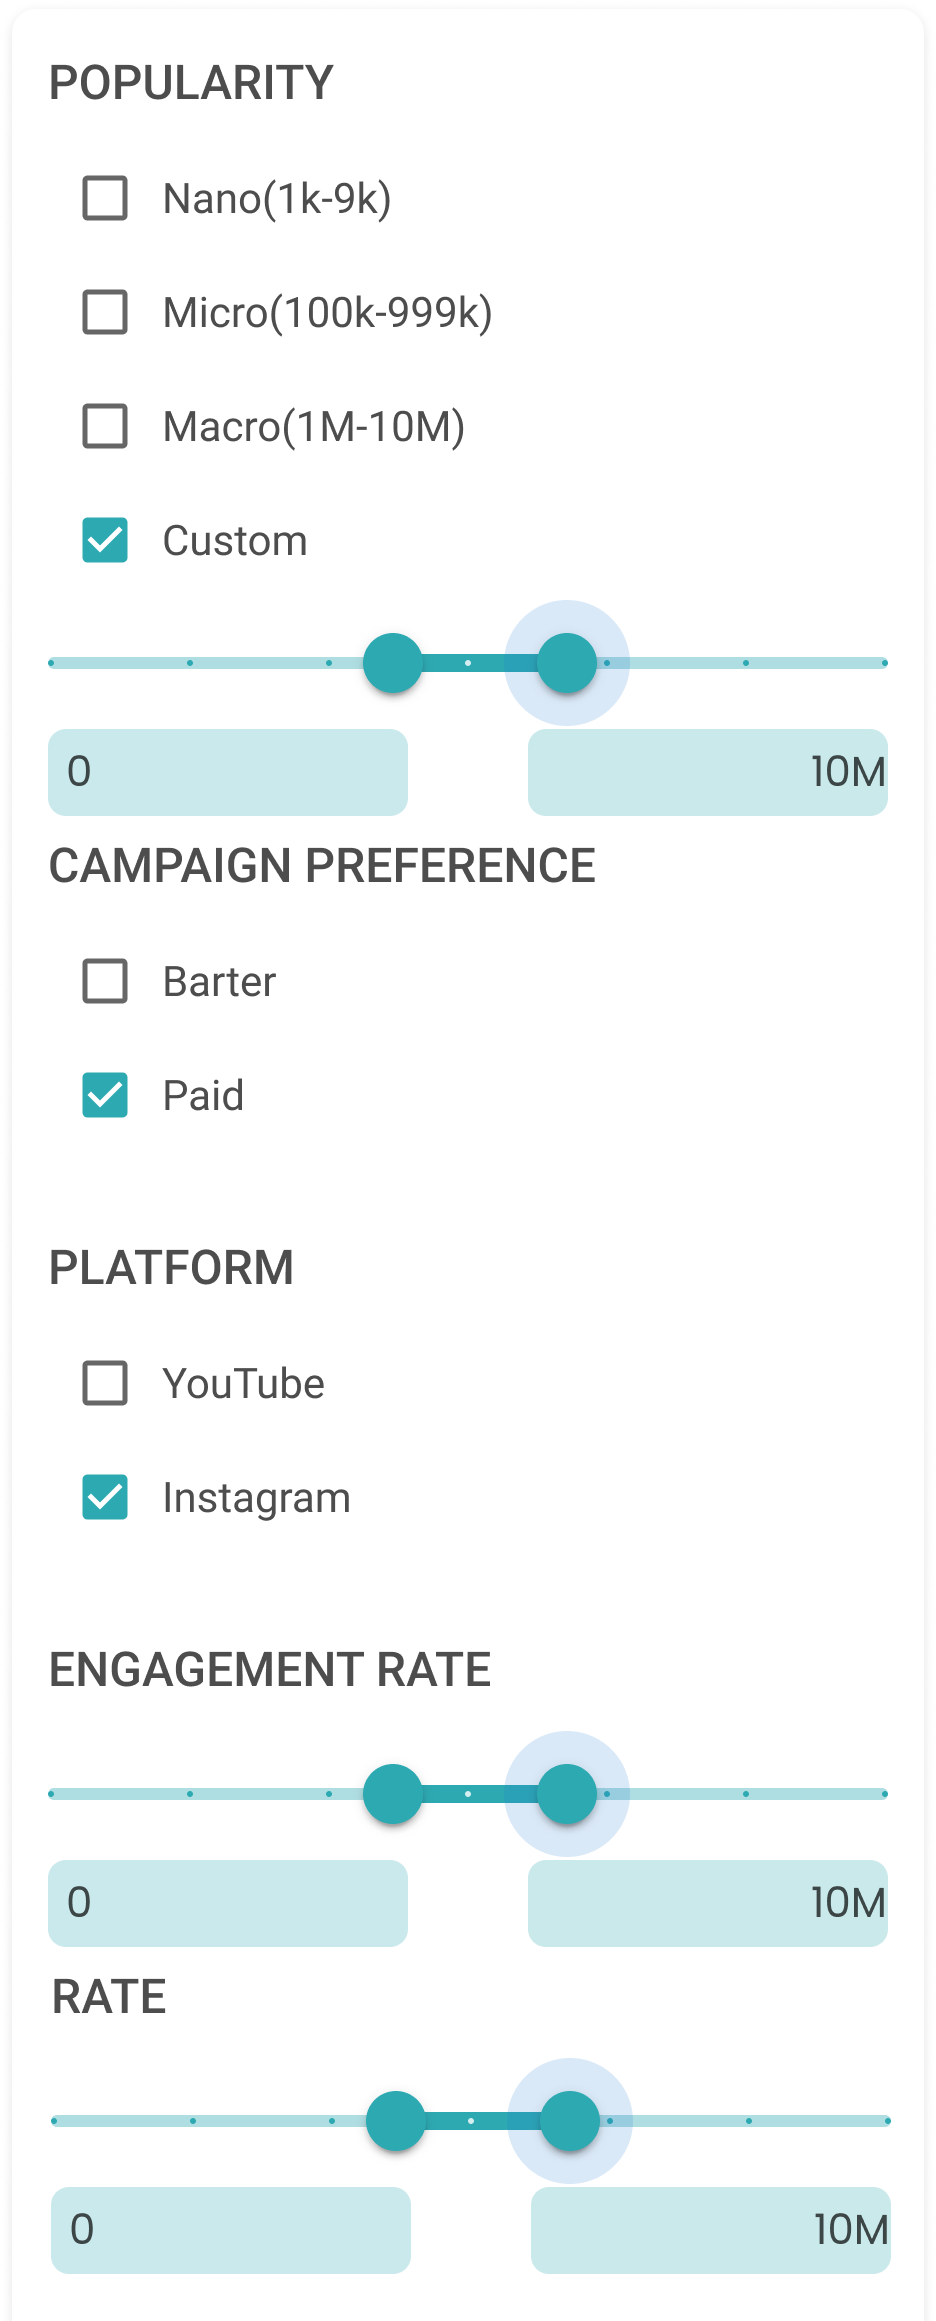 POPULARITY
Nano(1k-9k)
Micro(100k-999k)
Macro(1M-10M)
Custom
0 10M
CAMPAIGN PREFERENCE
Barter
Paid
PLATFORM
YouTube
Instagram
ENGAGEMENT RATE
0 10M
RATE
0 10M